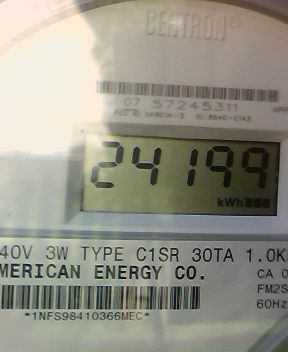 CENTRON®
07 57245311
24199
kWh
40V 3W TYPE C1SR 30TA 1.0K
MERICAN ENERGY CO.
CA 0
FM2S
60Hz
*1NFS98410366MEC*